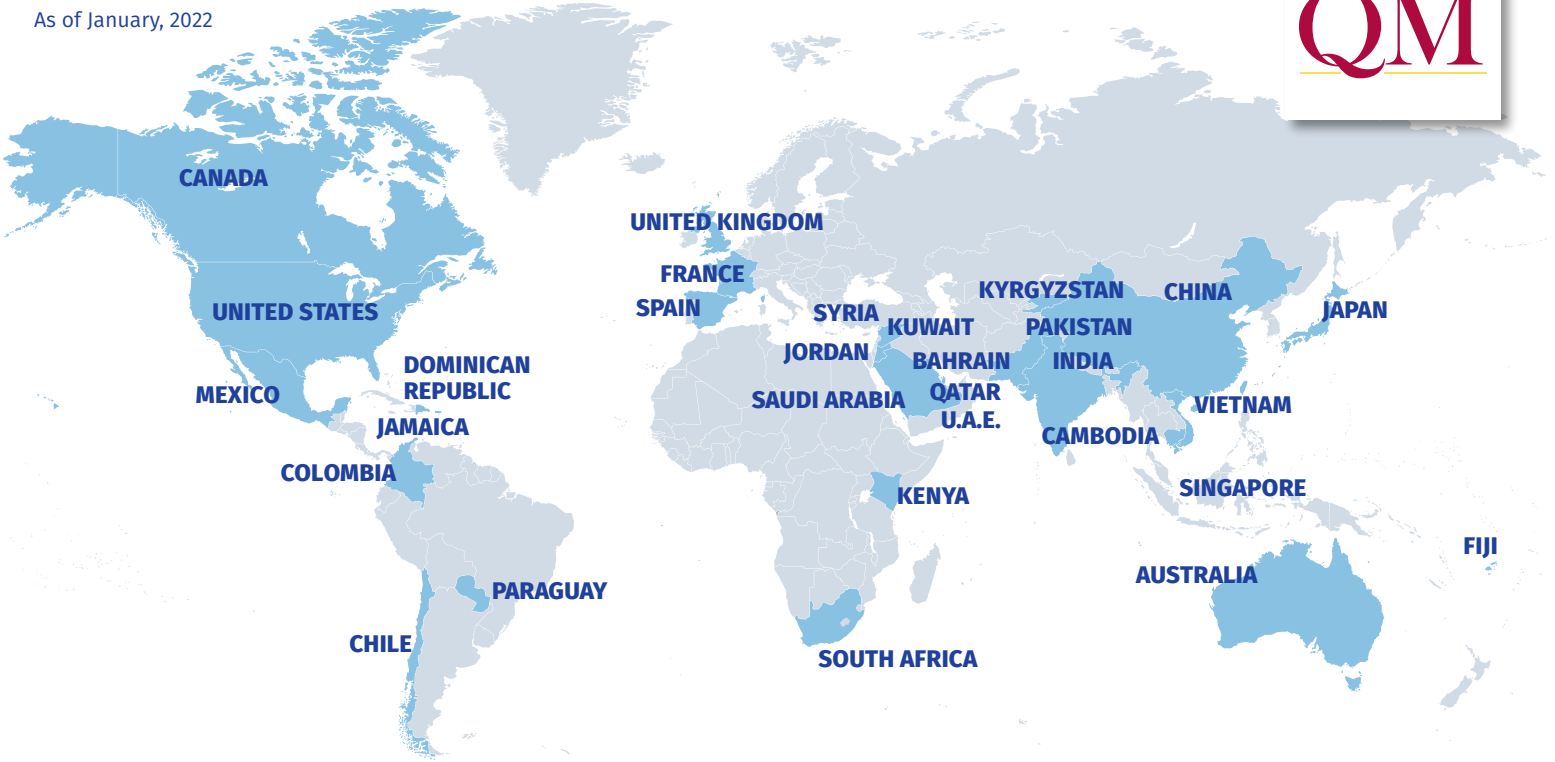 As of January, 2022
QM
CANADA
UNITED KINGDOM
FRANCE
SPAIN
SYRIA
KYRGYZSTAN
CHINA
UNITED STATES
KUWAIT
PAKISTAN
JAPAN
JORDAN
BAHRAIN
INDIA
DOMINICAN
REPUBLIC
MEXICO
SAUDI ARABIA
QATAR
U.A.E.
VIETNAM
JAMAICA
CAMBODIA
COLOMBIA
KENYA
SINGAPORE
FIJI
AUSTRALIA
PARAGUAY
CHILE
SOUTH AFRICA